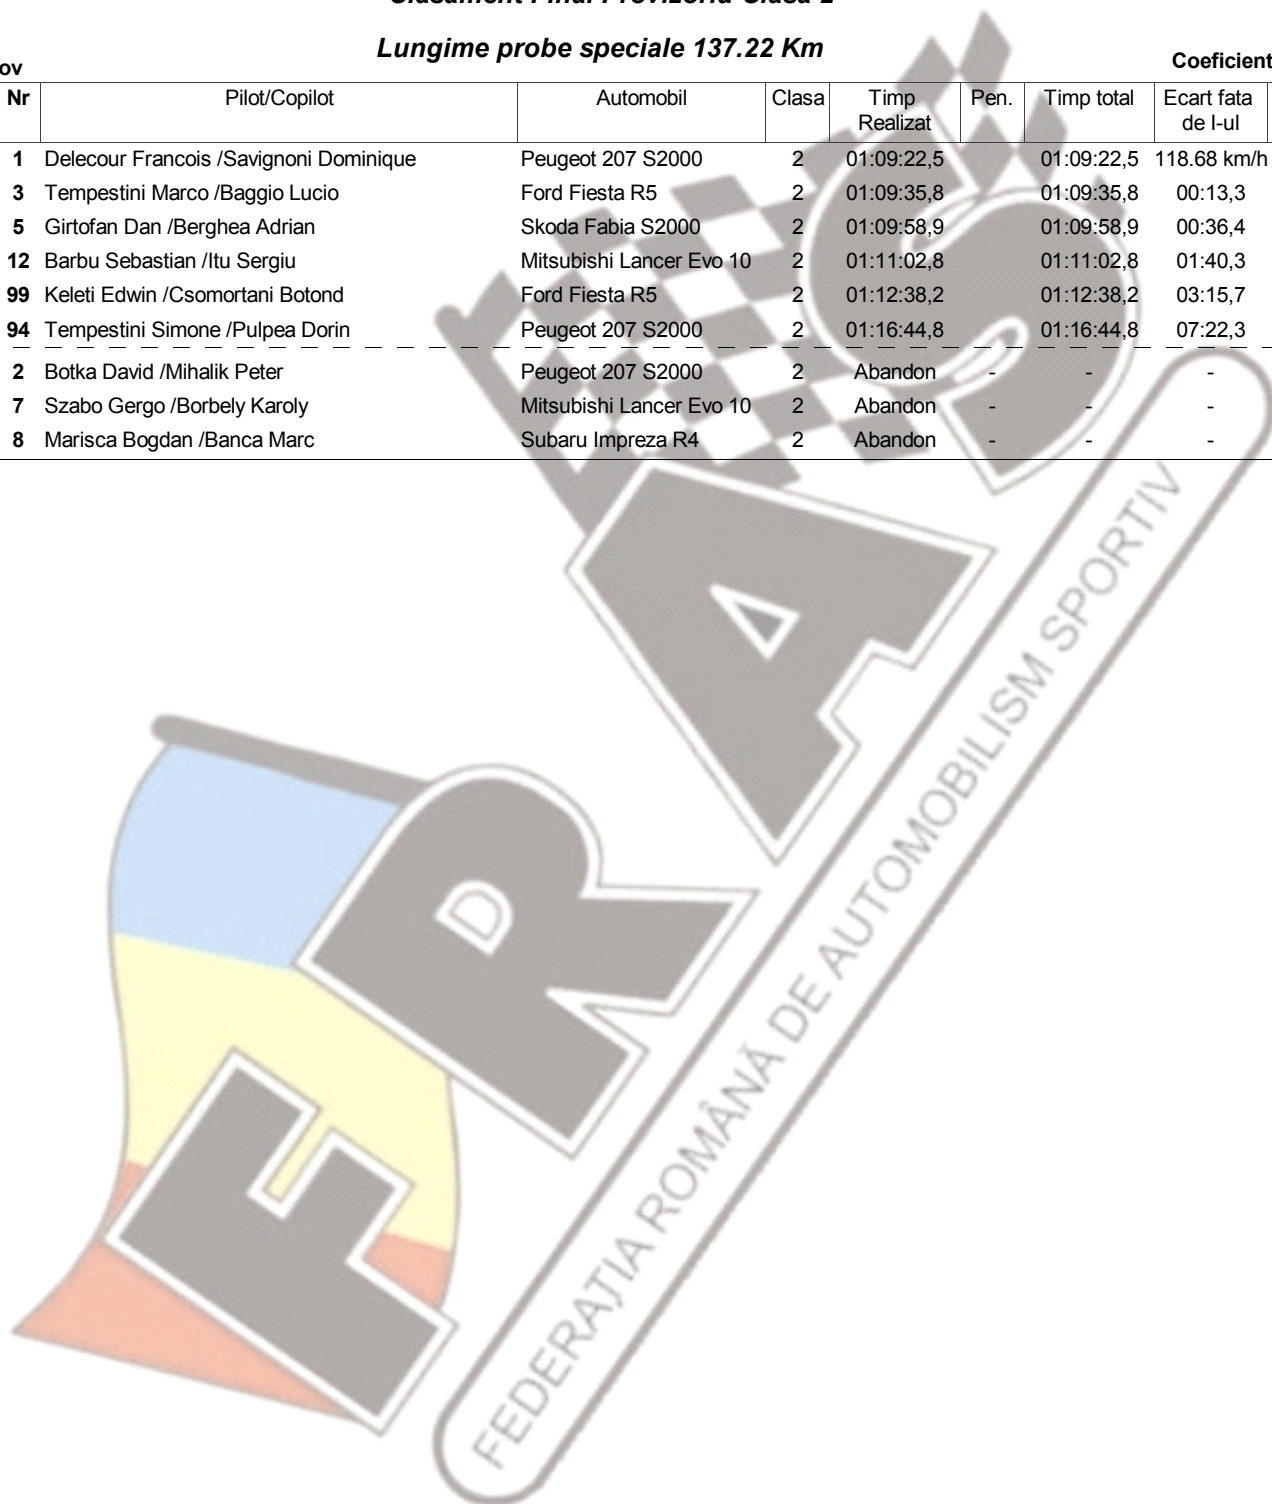 Clasament Final Provizoriu Clasa 2
Lungime probe speciale 137.22 Km
ov Coeficient
Nr Pilot/Copilot Automobil Clasa Timp Realizat Pen. Timp total Ecart fata de I-ul
1 Delecour Francois /Savignoni Dominique Peugeot 207 S2000 2 01:09:22,5 01:09:22,5 118.68 km/h
3 Tempestini Marco /Baggio Lucio Ford Fiesta R5 2 01:09:35,8 01:09:35,8 00:13,3
5 Girtofan Dan /Berghea Adrian Skoda Fabia S2000 2 01:09:58,9 01:09:58,9 00:36,4
12 Barbu Sebastian /Itu Sergiu Mitsubishi Lancer Evo 10 2 01:11:02,8 01:11:02,8 01:40,3
99 Keleti Edwin /Csomortani Botond Ford Fiesta R5 2 01:12:38,2 01:12:38,2 03:15,7
94 Tempestini Simone /Pulpea Dorin Peugeot 207 S2000 2 01:16:44,8 01:16:44,8 07:22,3
2 Botka David /Mihalik Peter Peugeot 207 S2000 2 Abandon - - -
7 Szabo Gergo /Borbely Karoly Mitsubishi Lancer Evo 10 2 Abandon - - -
8 Marisca Bogdan /Banca Marc Subaru Impreza R4 2 Abandon - - -
FRAS
FEDERAŢIA ROMÂNĂ DE AUTOMOBILISM SPORTIV